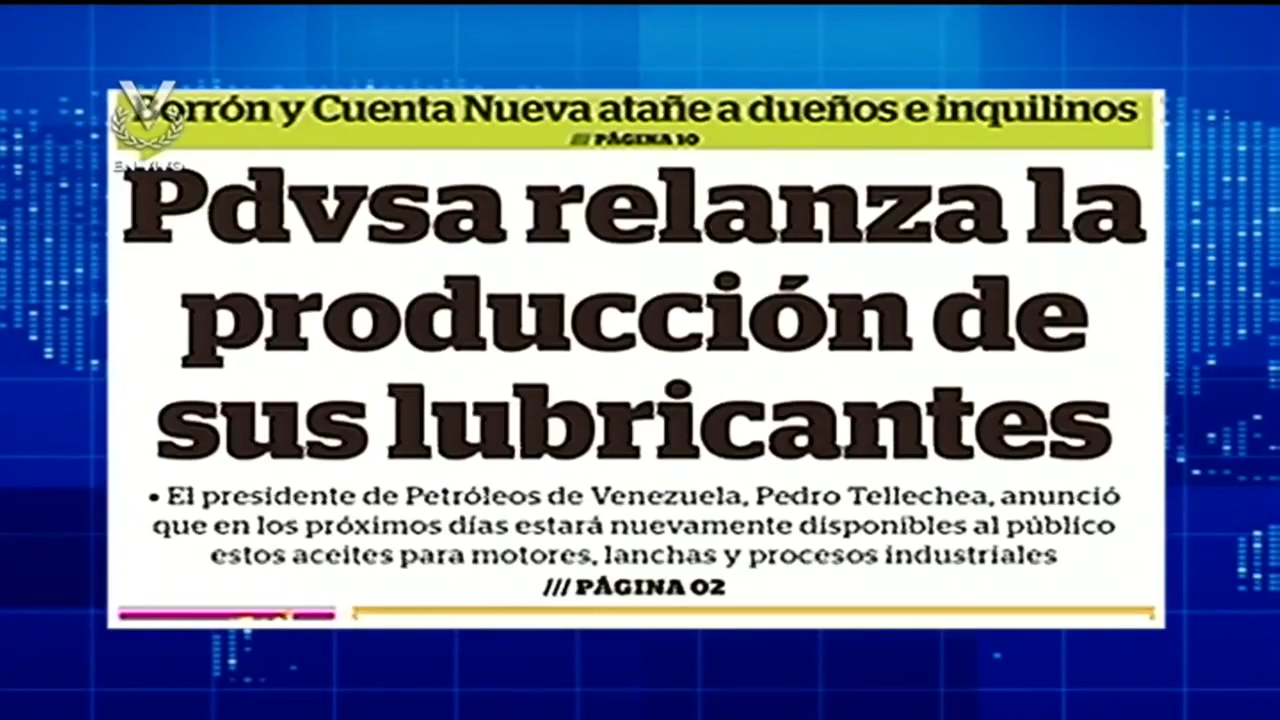 Borrón y Cuenta Nueva atañe a dueños e inquilinos
/// PÁGINA 10
EN VIVO
Pdvsa relanza la
producción de
sus lubricantes
• El presidente de Petróleos de Venezuela, Pedro Tellechea, anunció
que en los próximos días estará nuevamente disponibles al público
estos aceites para motores, lanchas y procesos industriales
/// PÁGINA 02